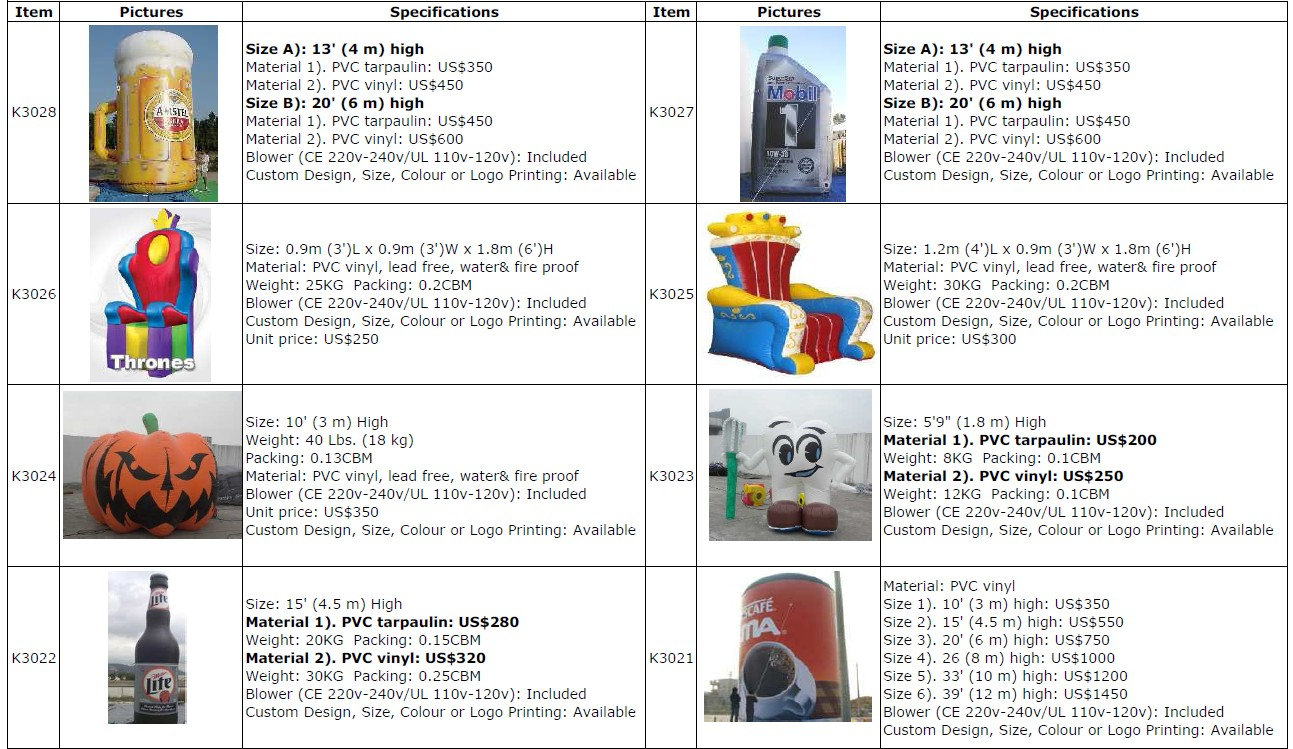 Item Pictures Specifications Item Pictures Specifications
K3028
AMSTEL
Size A): 13' (4 m) high
Material 1). PVC tarpaulin: US$350
Material 2). PVC vinyl: US$450
Size B): 20' (6 m) high
Material 1). PVC tarpaulin: US$450
Material 2). PVC vinyl: US$600
Blower (CE 220v-240v/UL 110v-120v): Included
Custom Design, Size, Colour or Logo Printing: Available
K3027
Mobil
1
10W-30
Size A): 13' (4 m) high
Material 1). PVC tarpaulin: US$350
Material 2). PVC vinyl: US$450
Size B): 20' (6 m) high
Material 1). PVC tarpaulin: US$450
Material 2). PVC vinyl: US$600
Blower (CE 220v-240v/UL 110v-120v): Included
Custom Design, Size, Colour or Logo Printing: Available
K3026
Thrones
Size: 0.9m (3')L x 0.9m (3')W x 1.8m (6')H
Material: PVC vinyl, lead free, water& fire proof
Weight: 25KG Packing: 0.2CBM
Blower (CE 220v-240v/UL 110v-120v): Included
Custom Design, Size, Colour or Logo Printing: Available
Unit price: US$250
K3025
Size: 1.2m (4')L x 0.9m (3')W x 1.8m (6')H
Material: PVC vinyl, lead free, water& fire proof
Weight: 30KG Packing: 0.2CBM
Blower (CE 220v-240v/UL 110v-120v): Included
Custom Design, Size, Colour or Logo Printing: Available
Unit price: US$300
K3024
Size: 10' (3 m) High
Weight: 40 Lbs. (18 kg)
Packing: 0.13CBM
Material: PVC vinyl, lead free, water& fire proof
Blower (CE 220v-240v/UL 110v-120v): Included
Unit price: US$350
Custom Design, Size, Colour or Logo Printing: Available
K3023
Size: 5'9" (1.8 m) High
Material 1). PVC tarpaulin: US$200
Weight: 8KG Packing: 0.1CBM
Material 2). PVC vinyl: US$250
Weight: 12KG Packing: 0.1CBM
Blower (CE 220v-240v/UL 110v-120v): Included
Custom Design, Size, Colour or Logo Printing: Available
K3022
Lite
Miller
Lite
Size: 15' (4.5 m) High
Material 1). PVC tarpaulin: US$280
Weight: 20KG Packing: 0.15CBM
Material 2). PVC vinyl: US$320
Weight: 30KG Packing: 0.25CBM
Blower (CE 220v-240v/UL 110v-120v): Included
Custom Design, Size, Colour or Logo Printing: Available
K3021
SCAFÉ
MA
Material: PVC vinyl
Size 1). 10' (3 m) high: US$350
Size 2). 15' (4.5 m) high: US$550
Size 3). 20' (6 m) high: US$750
Size 4). 26 (8 m) high: US$1000
Size 5). 33' (10 m) high: US$1200
Size 6). 39' (12 m) high: US$1450
Blower (CE 220v-240v/UL 110v-120v): Included
Custom Design, Size, Colour or Logo Printing: Available